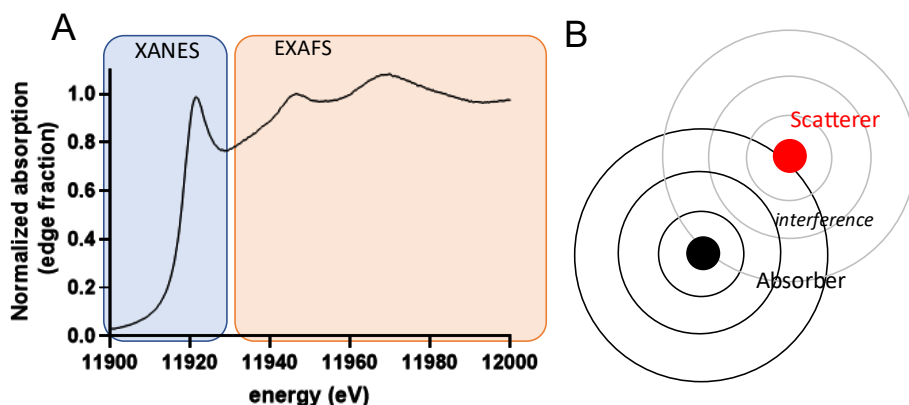 A
XANES
EXAFS
Normalized absorption
(edge fraction)
1.0
0.8
0.6
0.4
0.2
0.0
11900 11920 11940 11960 11980 12000
energy (eV)
B
Scatterer
interference
Absorber